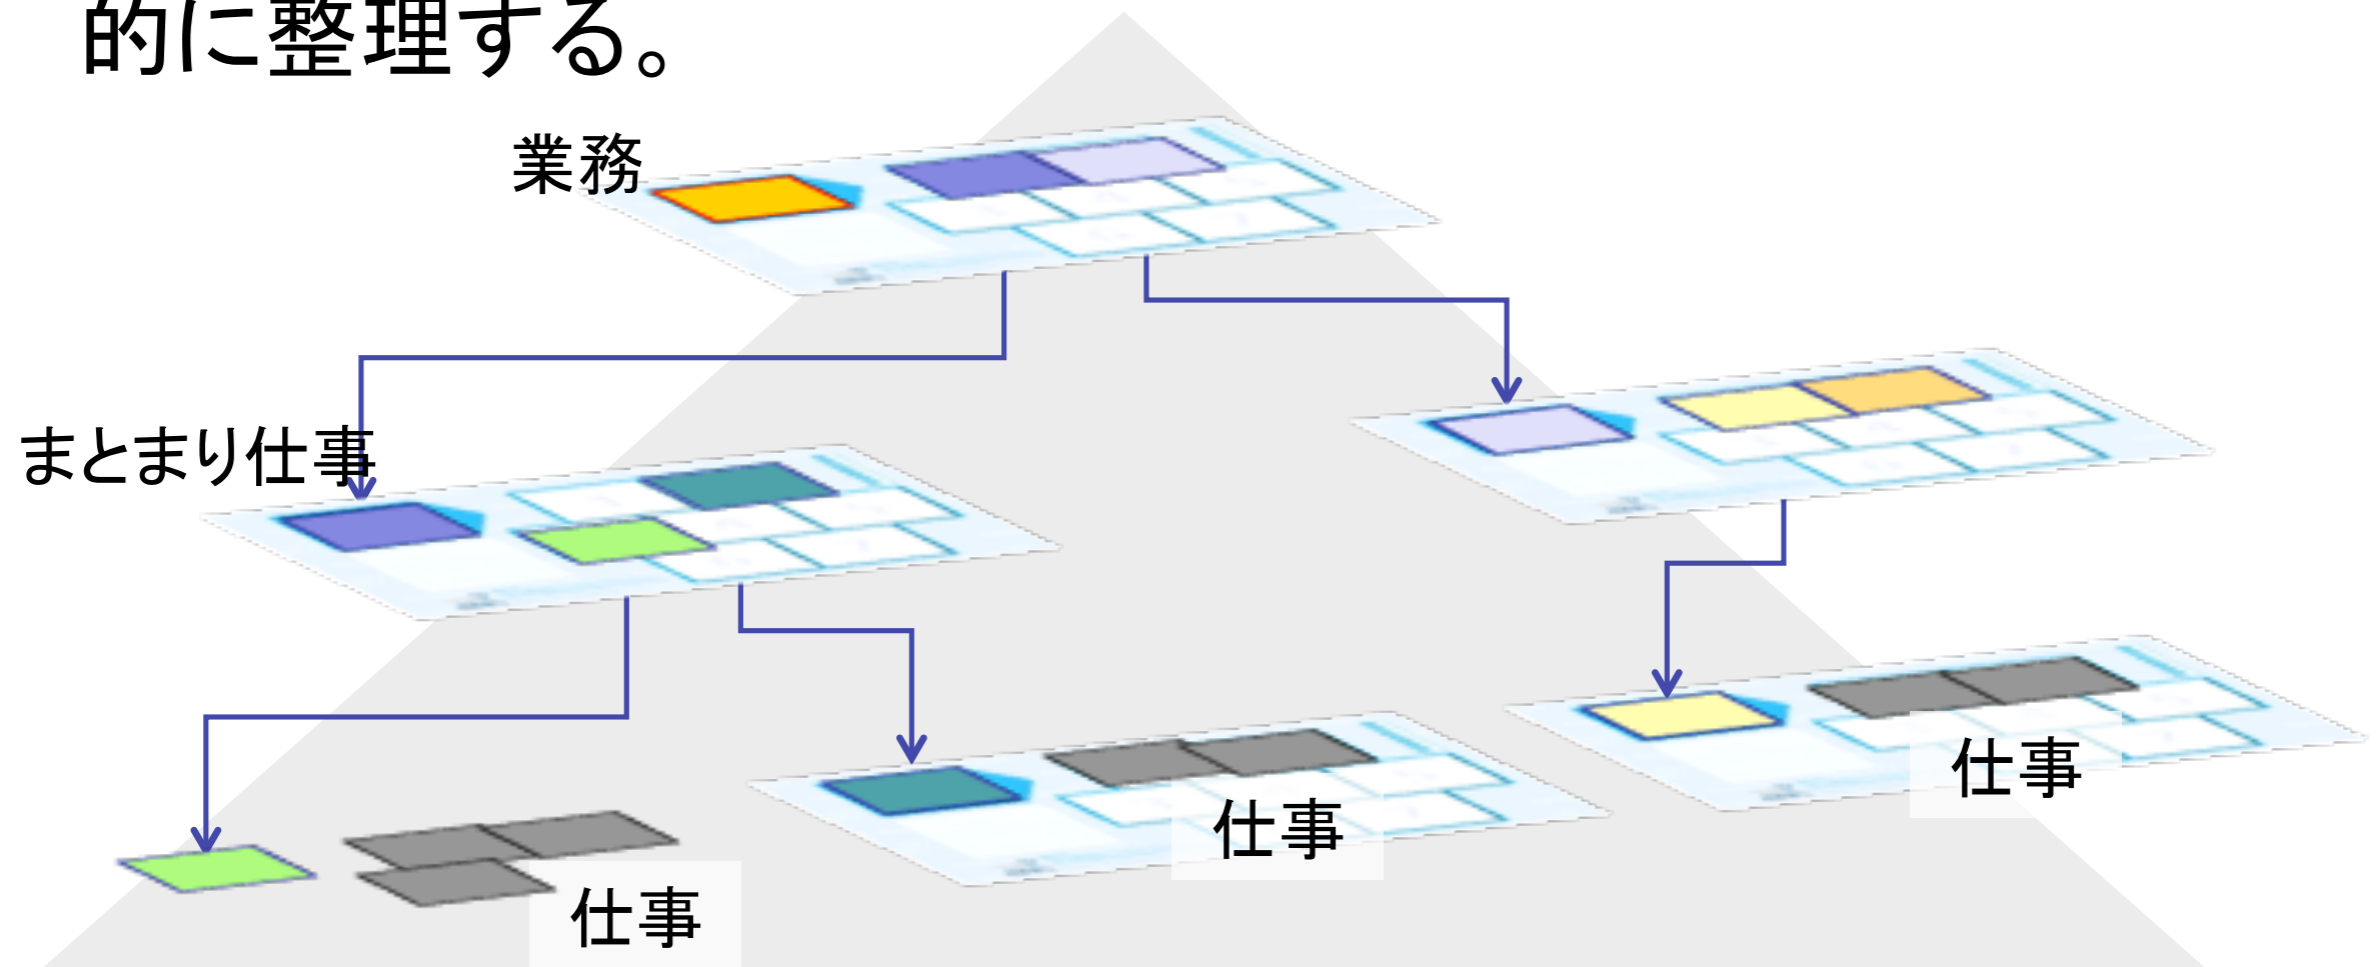 的に整理する。
業務
まとまり仕事
仕事
仕事
仕事